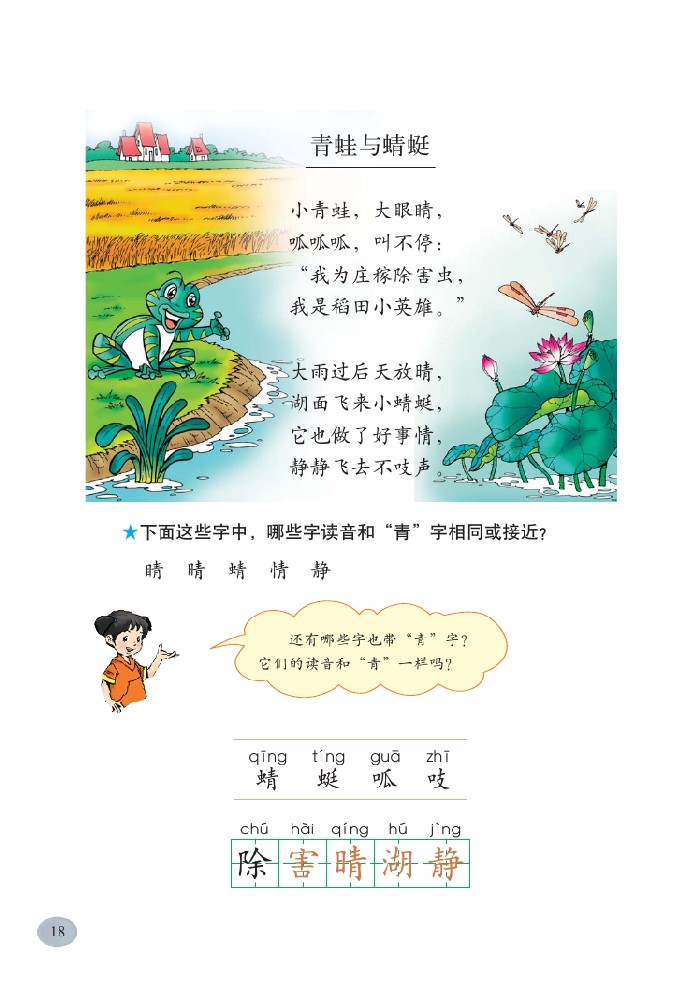 青蛙与蜻蜓
小青蛙，大眼睛，
呱呱呱，叫不停：
“我为庄稼除害虫，
我是稻田小英雄。”
大雨过后天放晴，
湖面飞来小蜻蜓，
它也做了好事情，
静静飞去不吱声。
★下面这些字中，哪些字读音和“青”字相同或接近？
睛 晴 蜻 情 静
还有哪些字也带“青”字？
它们的读音和“青”一样吗？
qīng tíng guā zhī
蜻 蜓 呱 吱
chú hài qíng hú jìng
除 害 晴 湖 静
18